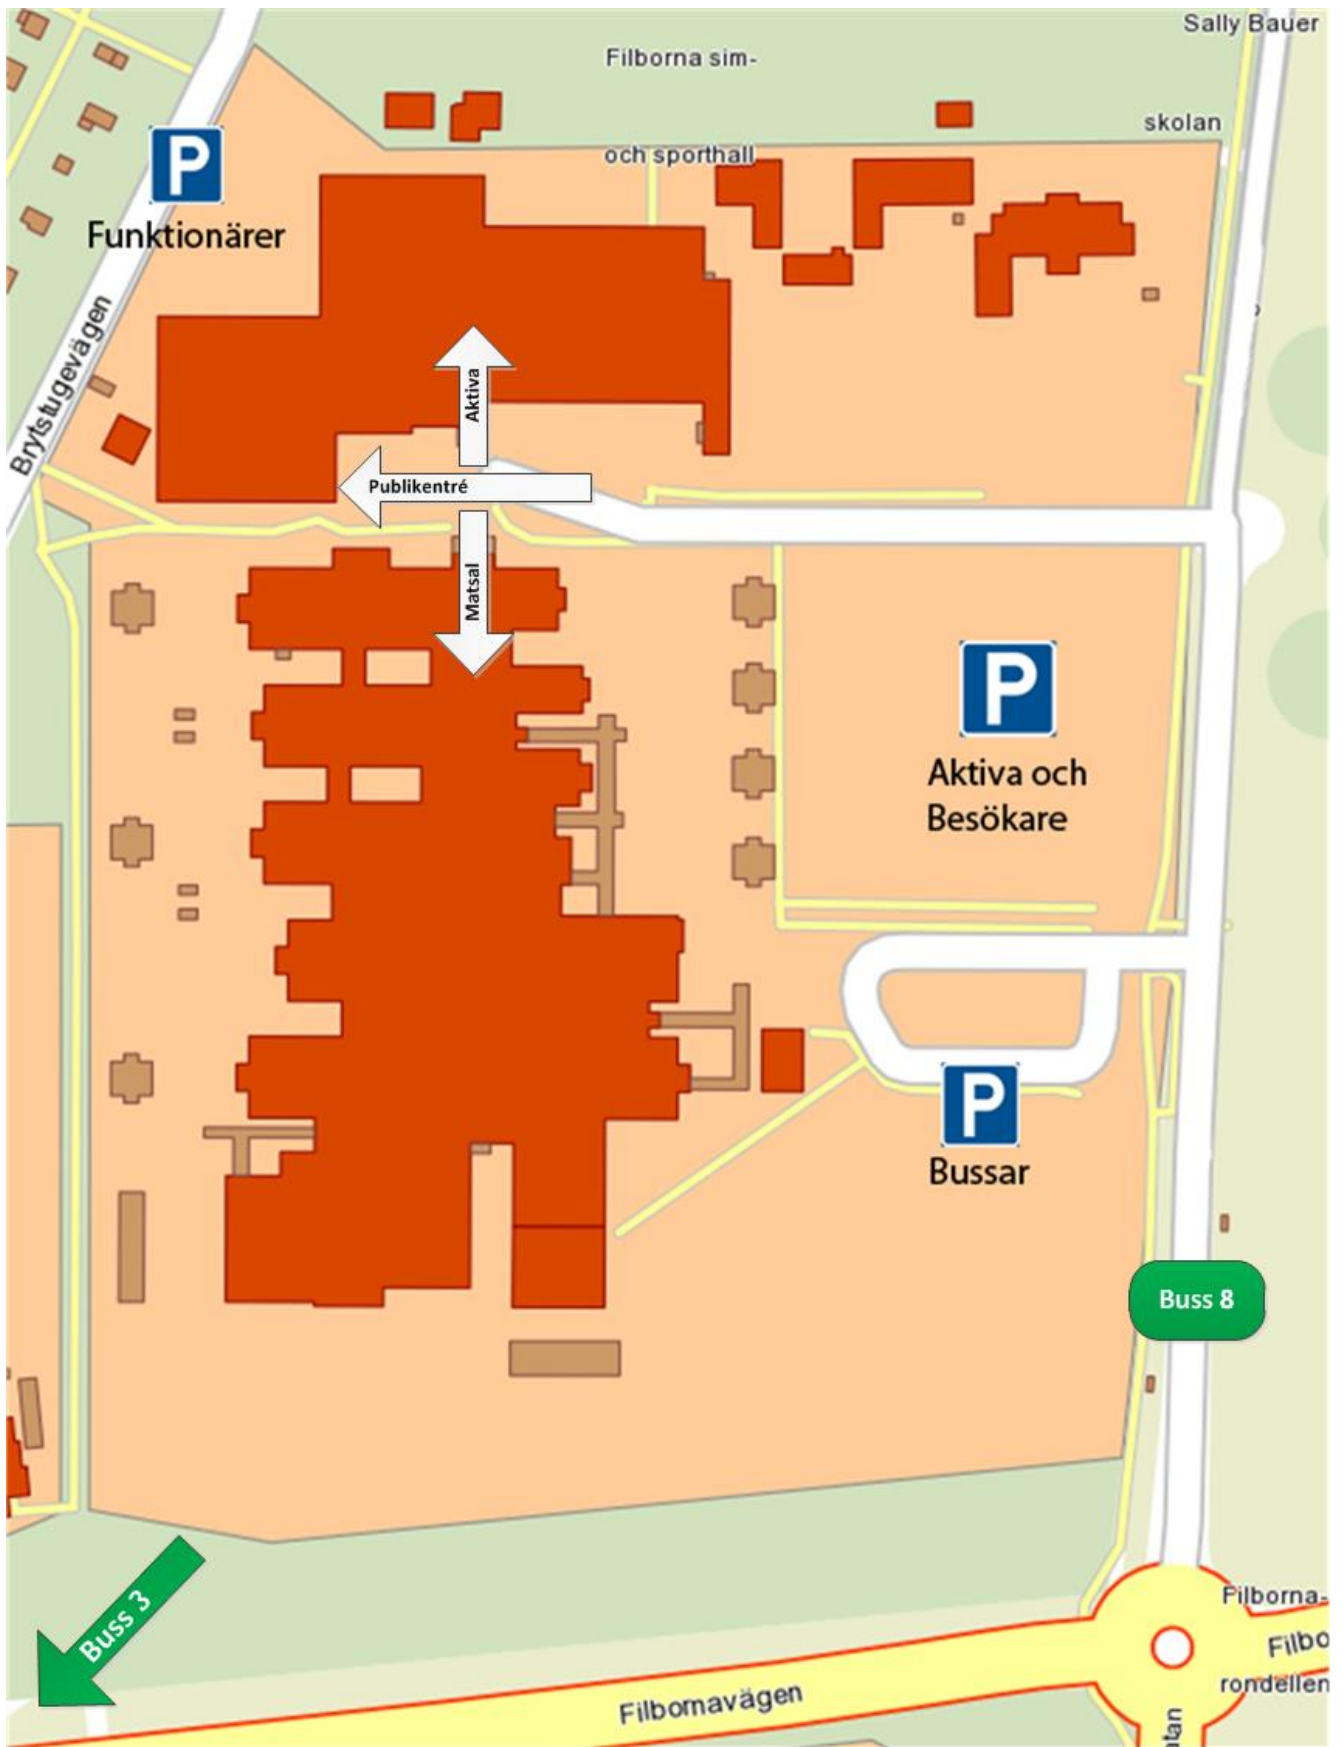 Sally Bauer
Filborna sim-
skolan
och sporthall
P
Funktionärer
Brytstugevägen
Aktiva
Publikentré
Matsal
P
Aktiva och
Besökare
P
Bussar
Buss 8
Buss 3
Filborna-
Filbo
rondellen
Filbornavägen